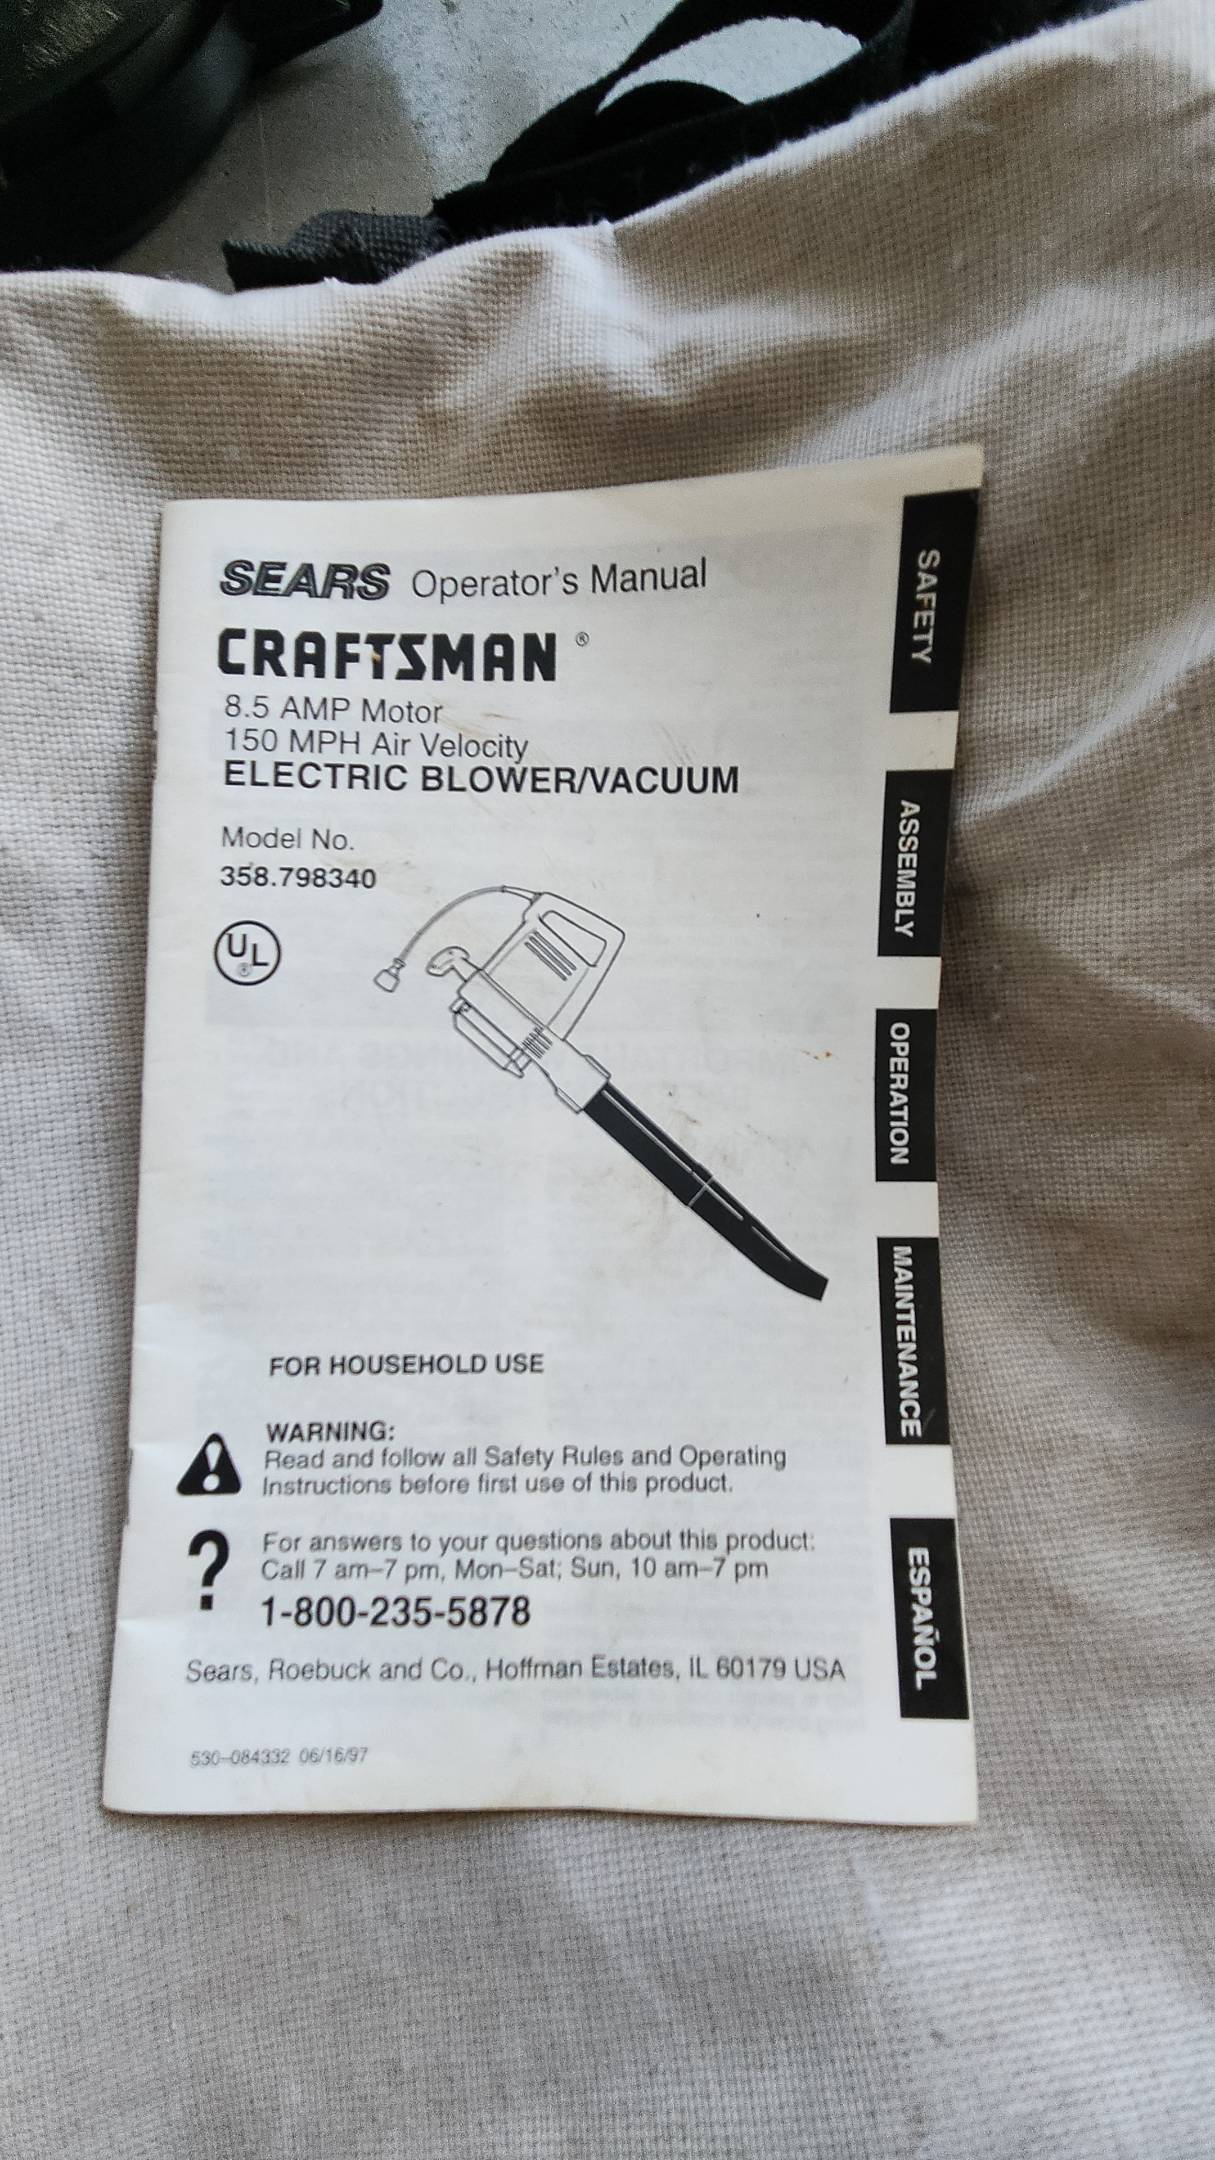 SEARS Operator's Manual
CRAFTSMAN®
8.5 AMP Motor
150 MPH Air Velocity
ELECTRIC BLOWER/VACUUM
Model No.
358.798340
UL®
FOR HOUSEHOLD USE
WARNING:
Read and follow all Safety Rules and Operating
Instructions before first use of this product.
?
For answers to your questions about this product:
Call 7 am–7 pm, Mon–Sat; Sun, 10 am–7 pm
1-800-235-5878
Sears, Roebuck and Co., Hoffman Estates, IL 60179 USA
530–084332 06/16/97
SAFETY
ASSEMBLY
OPERATION
MAINTENANCE
ESPAÑOL